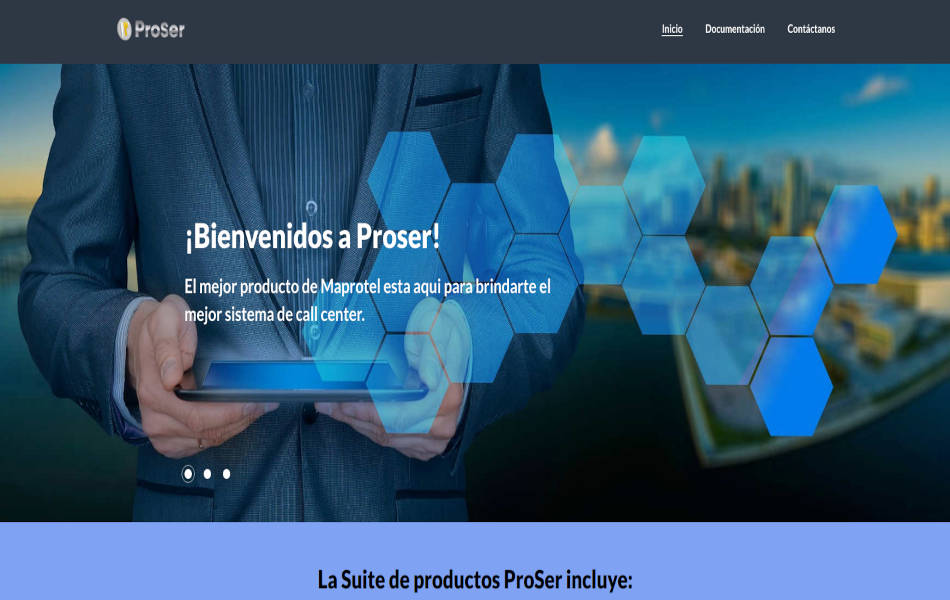 ProSer
Inicio Documentación Contáctanos
¡Bienvenidos a Proser!
El mejor producto de Maprotel esta aqui para brindarte el
mejor sistema de call center.
La Suite de productos ProSer incluye: